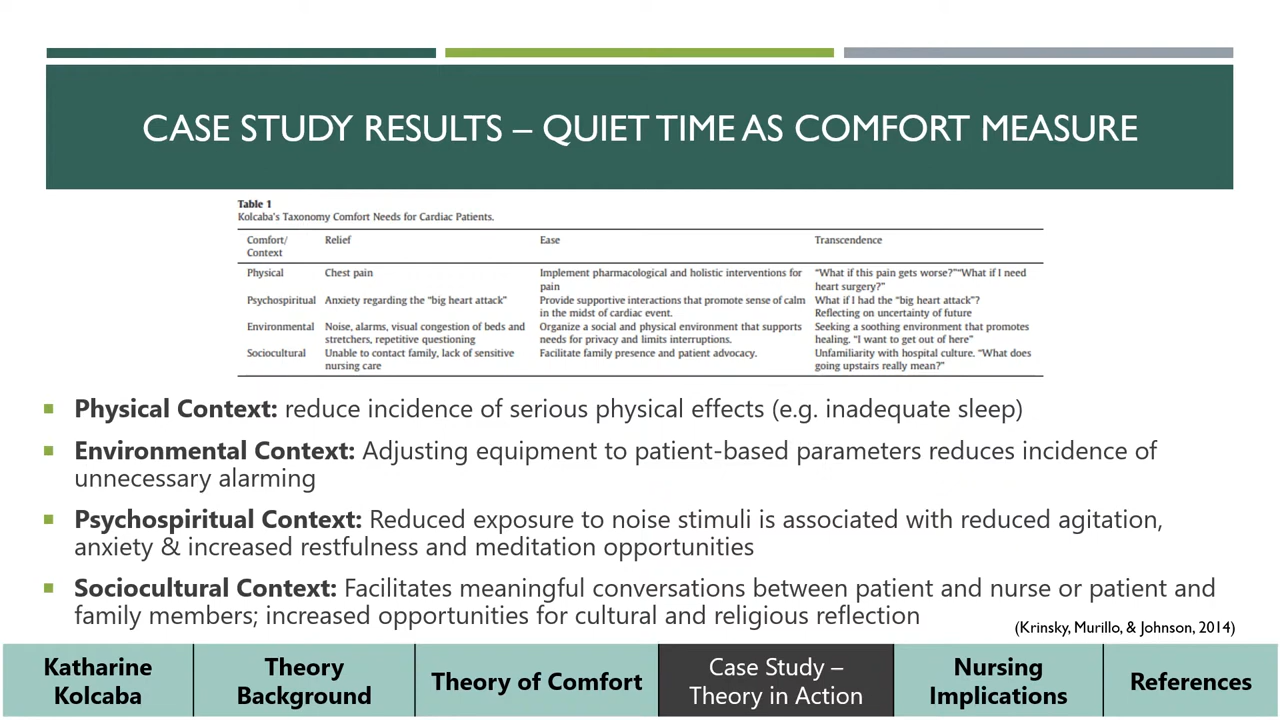 CASE STUDY RESULTS – QUIET TIME AS COMFORT MEASURE
Table 1
Kolcaba's Taxonomy Comfort Needs for Cardiac Patients.
Comfort/ Relief Ease Transcendence
Context
Physical Chest pain Implement pharmacological and holistic interventions for "What if this pain gets worse?""What if I need
pain heart surgery?"
Psychospiritual Anxiety regarding the "big heart attack" Provide supportive interactions that promote sense of calm What if I had the "big heart attack"?
in the midst of cardiac event. Reflecting on uncertainty of future
Environmental Noise, alarms, visual congestion of beds and Organize a social and physical environment that supports Seeking a soothing environment that promotes
stretchers, repetitive questioning needs for privacy and limits interruptions. healing. "I want to get out of here"
Sociocultural Unable to contact family, lack of sensitive Facilitate family presence and patient advocacy. Unfamiliarity with hospital culture. "What does
nursing care going upstairs really mean?"
Physical Context: reduce incidence of serious physical effects (e.g. inadequate sleep)
Environmental Context: Adjusting equipment to patient-based parameters reduces incidence of
unnecessary alarming
Psychospiritual Context: Reduced exposure to noise stimuli is associated with reduced agitation,
anxiety & increased restfulness and meditation opportunities
Sociocultural Context: Facilitates meaningful conversations between patient and nurse or patient and
family members; increased opportunities for cultural and religious reflection
(Krinsky, Murillo, & Johnson, 2014)
Katharine
Kolcaba
Theory
Background
Theory of Comfort
Case Study –
Theory in Action
Nursing
Implications
References